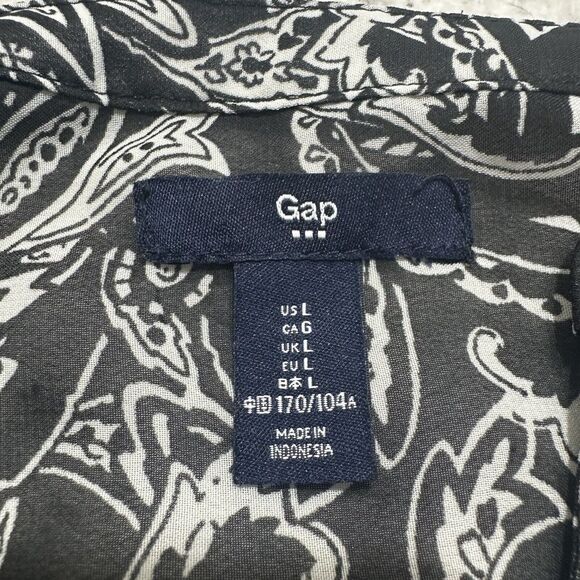 Gap
US L
CA G
UK L
EU L
日本 L
中国 170/104A
MADE IN
INDONESIA